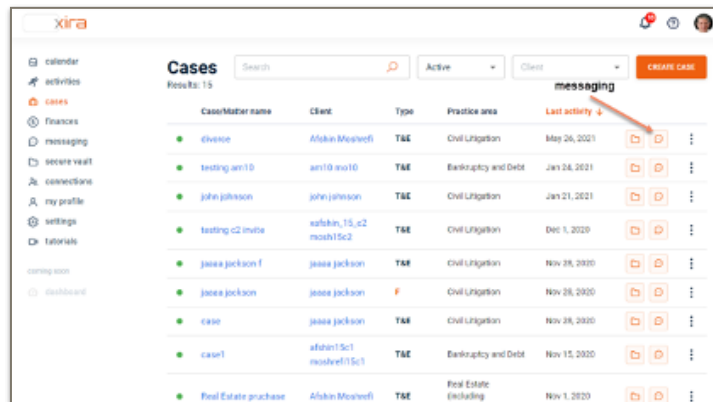 xira
calendar
activities
cases
finances
messaging
secure vault
connections
my profile
settings
tutorials
coming soon
dashboard
Cases
Search
Active
Client
CREATE CASE
Results: 15
messaging
Case/Matter name Client Type Practice area Last activity ↓
divorce Afshin Moshrefi T&E Civil Litigation May 26, 2021
testing am10 am10 mo10 T&E Bankruptcy and Debt Jan 24, 2021
john johnson john johnson T&E Civil Litigation Jan 21, 2021
testing c2 invite xafshin_15_c2 T&E Civil Litigation Dec 1, 2020
mosh15c2
jaaaa jackson f jaaaa jackson T&E Civil Litigation Nov 28, 2020
jaaaa jackson jaaaa jackson F Civil Litigation Nov 28, 2020
case jaaaa jackson T&E Civil Litigation Nov 28, 2020
case1 afshin15c1 T&E Bankruptcy and Debt Nov 15, 2020
moshrefi15c1
Real Estate pruchase Afshin Moshrefi T&E Real Estate Nov 1, 2020
(including